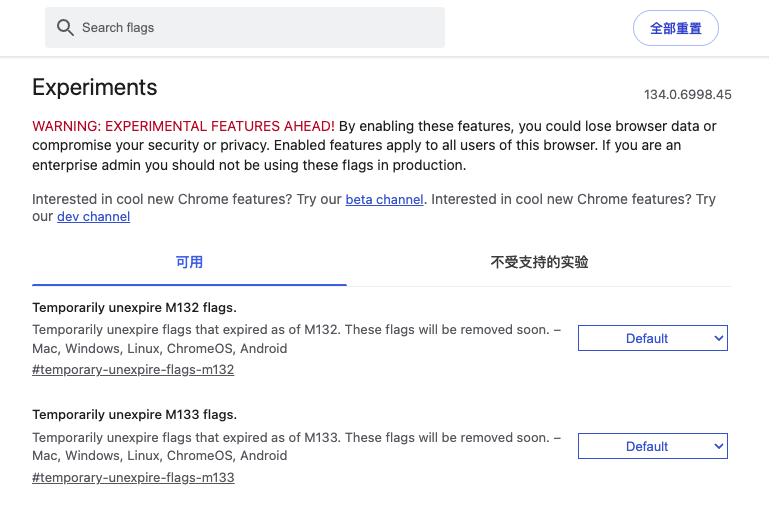 Search flags
全部重置
Experiments
134.0.6998.45
WARNING: EXPERIMENTAL FEATURES AHEAD! By enabling these features, you could lose browser data or
compromise your security or privacy. Enabled features apply to all users of this browser. If you are an
enterprise admin you should not be using these flags in production.
Interested in cool new Chrome features? Try our beta channel. Interested in cool new Chrome features? Try
our dev channel
可用
不受支持的实验
Temporarily unexpire M132 flags.
Temporarily unexpire flags that expired as of M132. These flags will be removed soon. –
Mac, Windows, Linux, ChromeOS, Android
#temporary-unexpire-flags-m132
Default
Temporarily unexpire M133 flags.
Temporarily unexpire flags that expired as of M133. These flags will be removed soon. –
Mac, Windows, Linux, ChromeOS, Android
#temporary-unexpire-flags-m133
Default